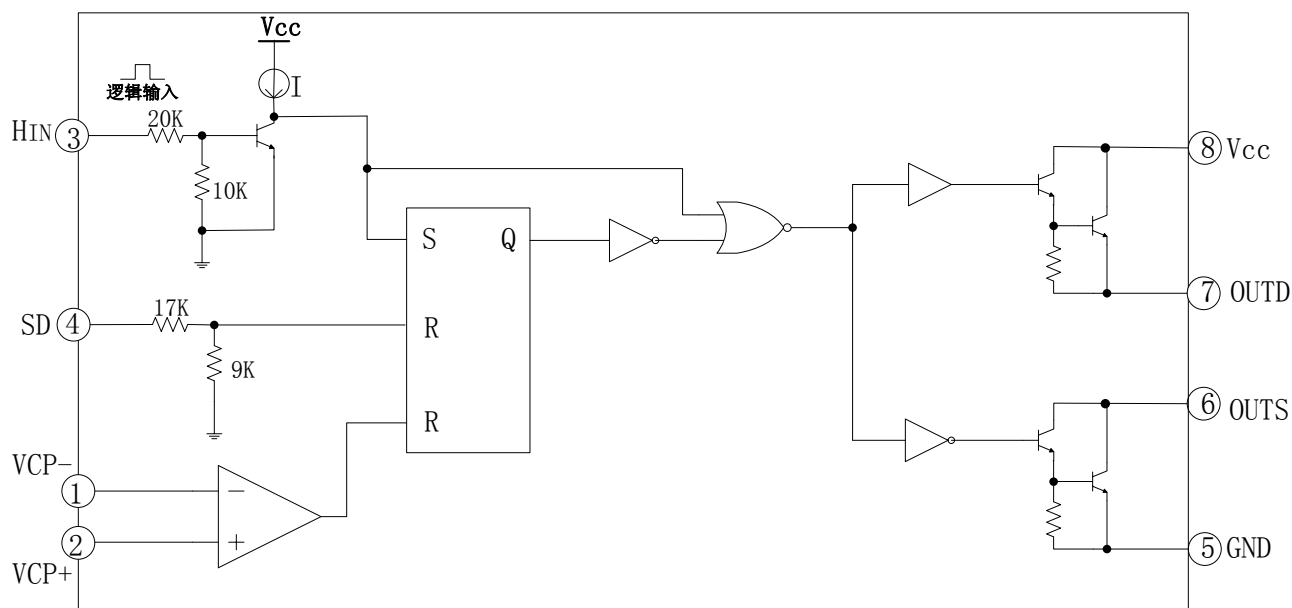 Vcc
I
逻辑输入
HIN
3
20K
10K
8
Vcc
S
Q
7
OUTD
SD
4
17K
R
9K
6
OUTS
R
VCP-
1
−
2
+
5
GND
VCP+